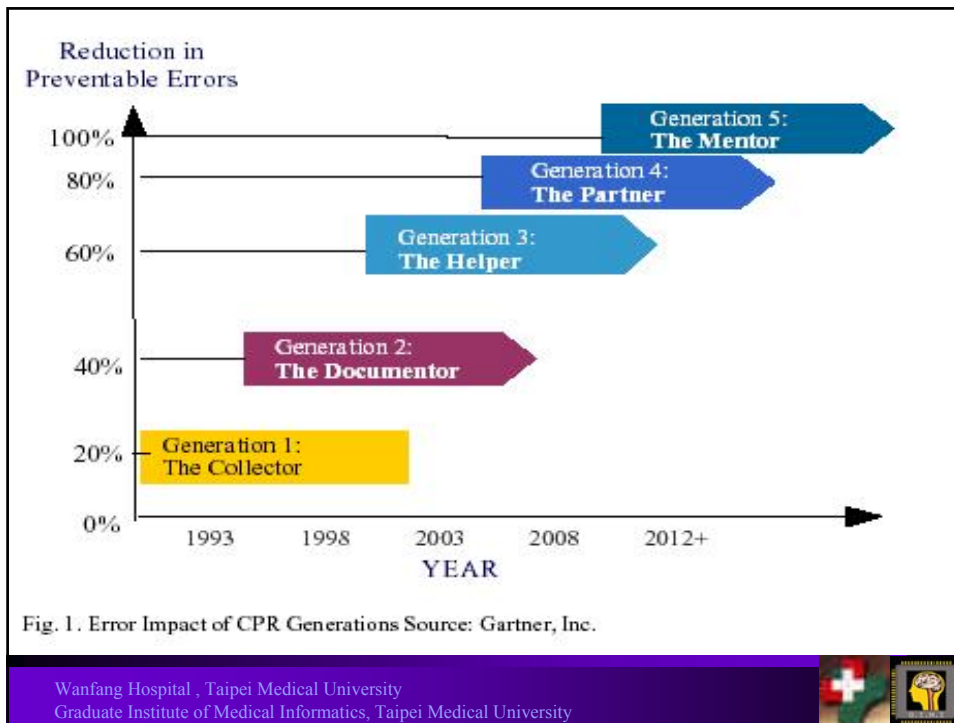 Reduction in
Preventable Errors
100%
Generation 5:
The Mentor
80%
Generation 4:
The Partner
60%
Generation 3:
The Helper
40%
Generation 2:
The Documentor
20%
Generation 1:
The Collector
0%
1993 1998 2003 2008 2012+
YEAR
Fig. 1. Error Impact of CPR Generations Source: Gartner, Inc.
Wanfang Hospital , Taipei Medical University
Graduate Institute of Medical Informatics, Taipei Medical University